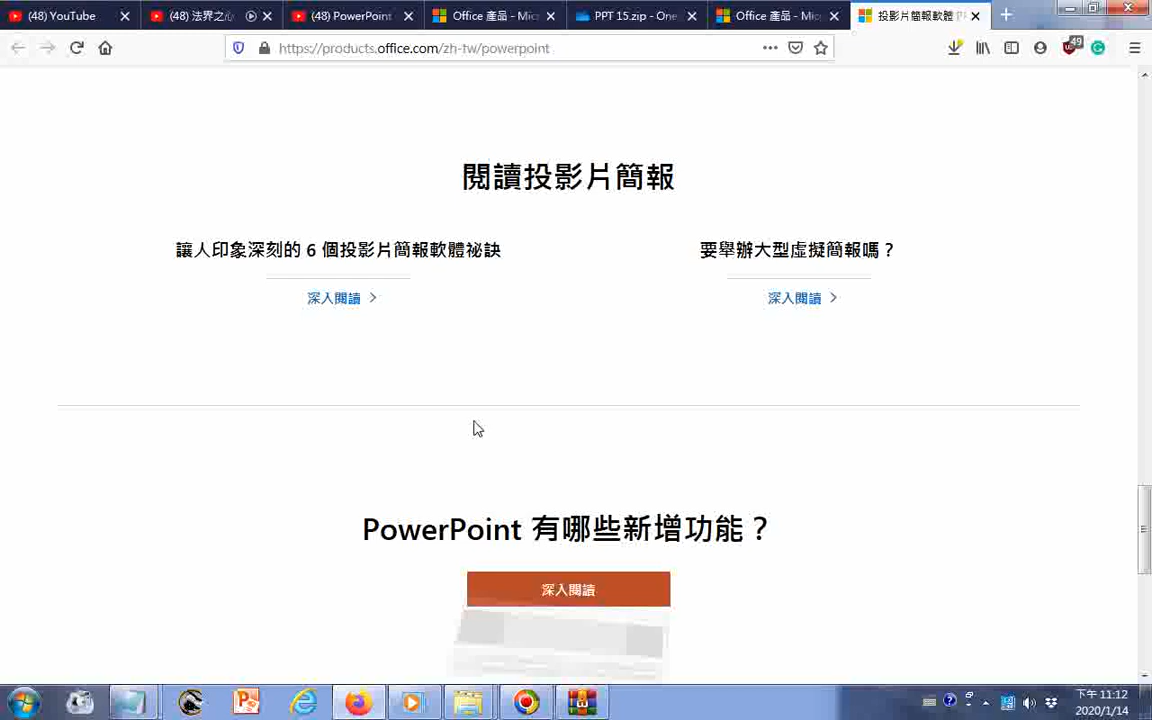 (48) YouTube
(48) 法界之心
(48) PowerPoint
Office 產品 - Mic
PPT 15.zip - One
Office 產品 - Mic
投影片簡報軟體
https://products.office.com/zh-tw/powerpoint
49
閱讀投影片簡報
讓人印象深刻的 6 個投影片簡報軟體祕訣
深入閱讀
要舉辦大型虛擬簡報嗎？
深入閱讀
PowerPoint 有哪些新增功能？
深入閱讀
下午 11:12
2020/1/14